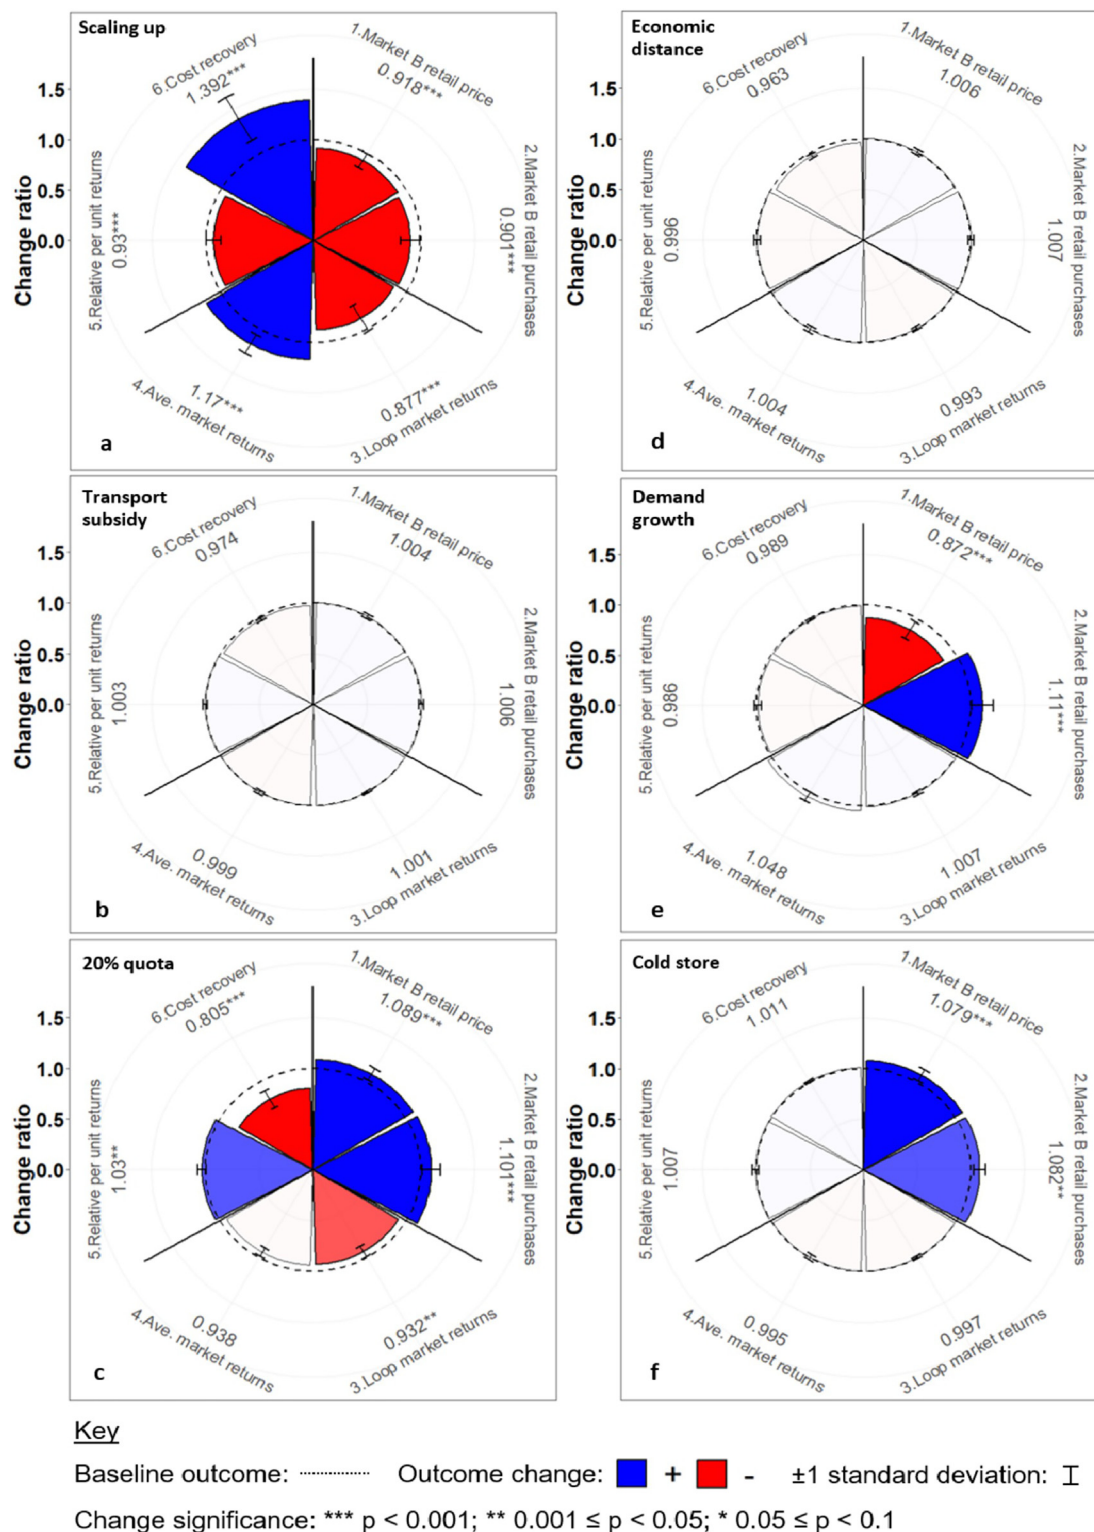 Scaling up
6.Cost recovery
1.392***
1.Market B retail price
0.918***
2.Market B retail purchases
0.901***
3.Loop market returns
0.877***
4.Ave. market returns
1.17***
5.Relative per unit returns
0.93***
Change ratio
1.5
1.0
0.5
0.0
a
Economic
distance
6.Cost recovery
0.963
1.Market B retail price
1.006
2.Market B retail purchases
1.007
3.Loop market returns
0.993
4.Ave. market returns
1.004
5.Relative per unit returns
0.996
Change ratio
1.5
1.0
0.5
0.0
d
Transport
subsidy
6.Cost recovery
0.974
1.Market B retail price
1.004
2.Market B retail purchases
1.006
3.Loop market returns
1.001
4.Ave. market returns
0.999
5.Relative per unit returns
1.003
Change ratio
1.5
1.0
0.5
0.0
b
Demand
growth
6.Cost recovery
0.989
1.Market B retail price
0.872***
2.Market B retail purchases
1.11***
3.Loop market returns
1.007
4.Ave. market returns
1.048
5.Relative per unit returns
0.986
Change ratio
1.5
1.0
0.5
0.0
e
20% quota
6.Cost recovery
0.805***
1.Market B retail price
1.089***
2.Market B retail purchases
1.101***
3.Loop market returns
0.932**
4.Ave. market returns
0.938
5.Relative per unit returns
1.03**
Change ratio
1.5
1.0
0.5
0.0
c
Cold store
6.Cost recovery
1.011
1.Market B retail price
1.079***
2.Market B retail purchases
1.082**
3.Loop market returns
0.997
4.Ave. market returns
0.995
5.Relative per unit returns
1.007
Change ratio
1.5
1.0
0.5
0.0
f
Key
Baseline outcome: Outcome change: + - ±1 standard deviation:
Change significance: *** p < 0.001; ** 0.001 ≤ p < 0.05; * 0.05 ≤ p < 0.1